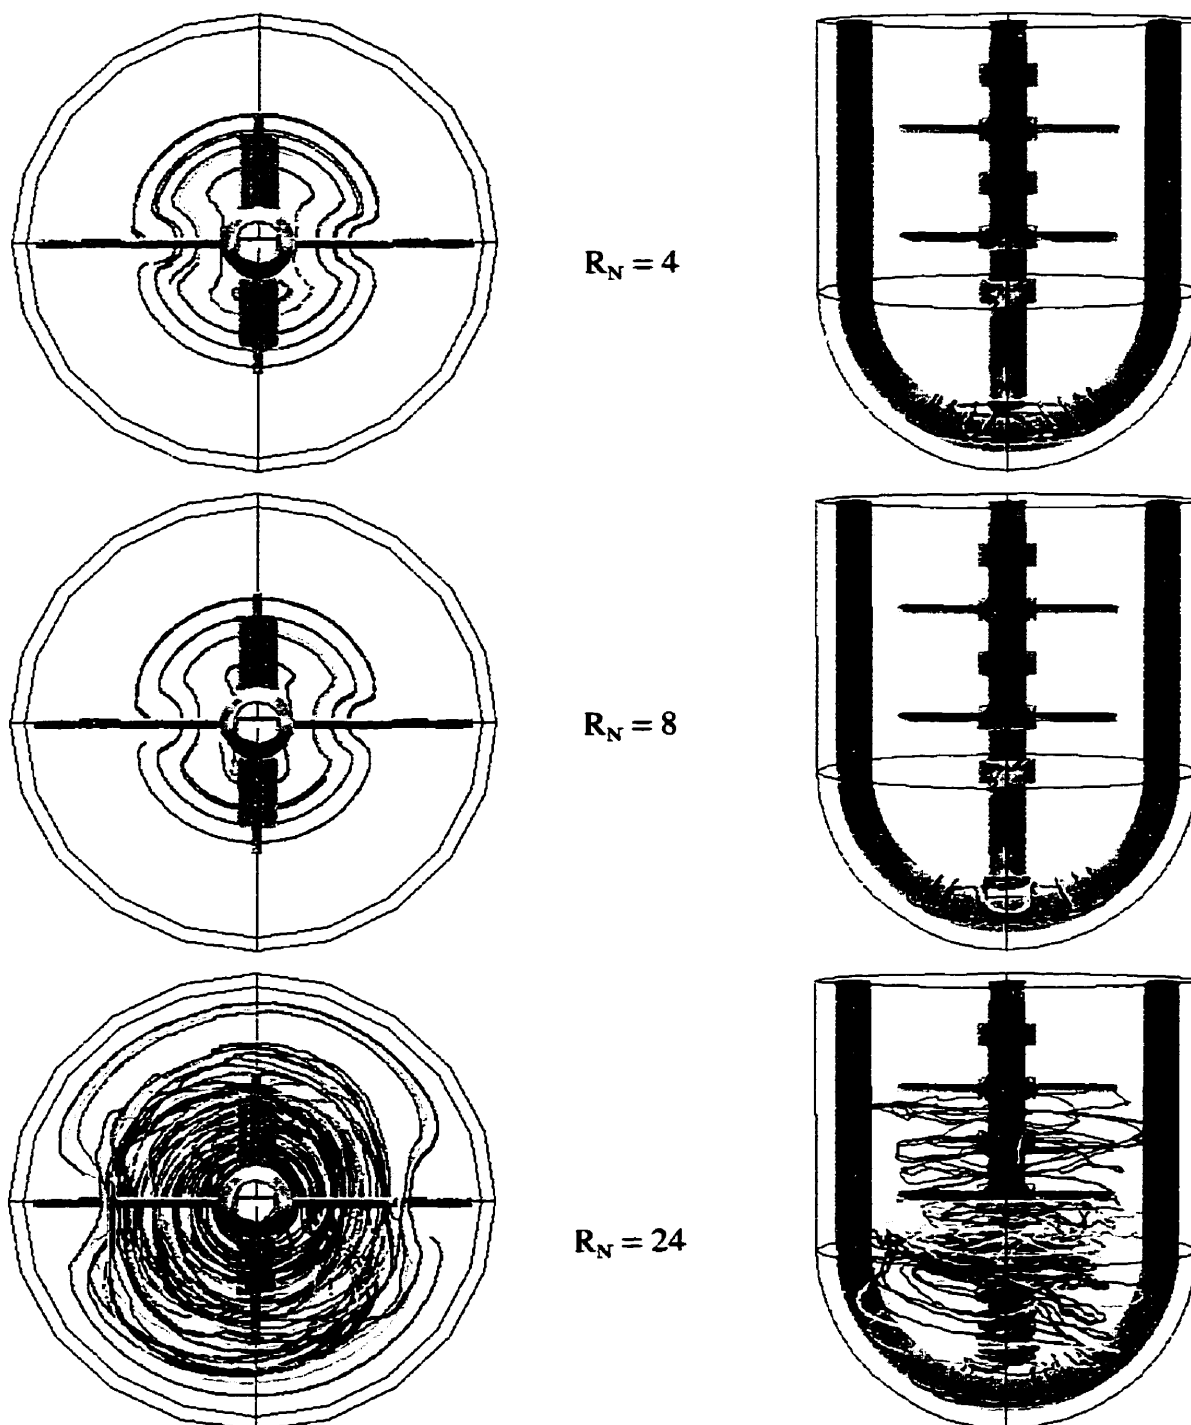 R_N = 4
R_N = 8
R_N = 24